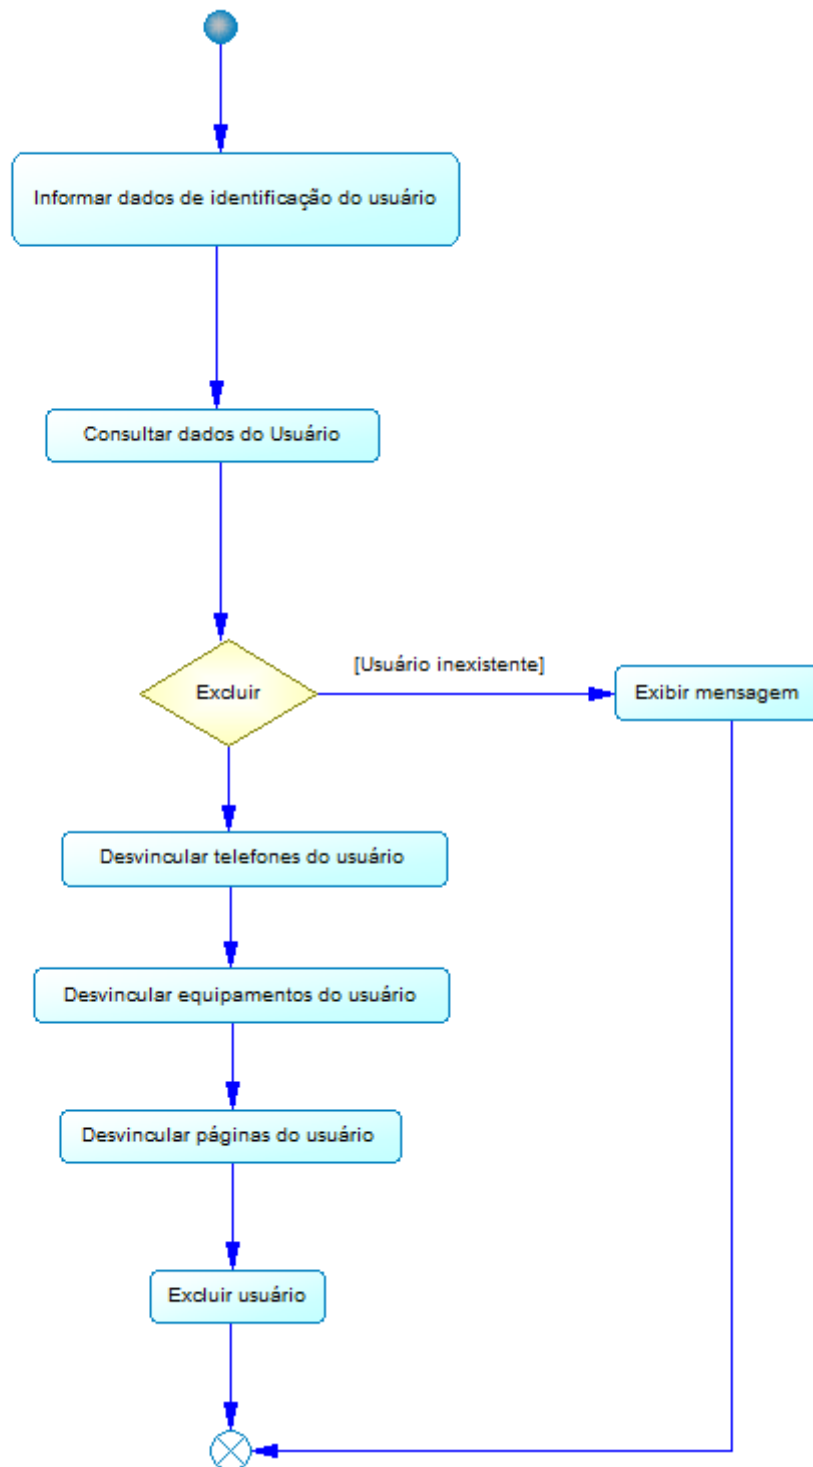 Informar dados de identificação do usuário
Consultar dados do Usuário
Excluir
[Usuário inexistente]
Exibir mensagem
Desvincular telefones do usuário
Desvincular equipamentos do usuário
Desvincular páginas do usuário
Excluir usuário